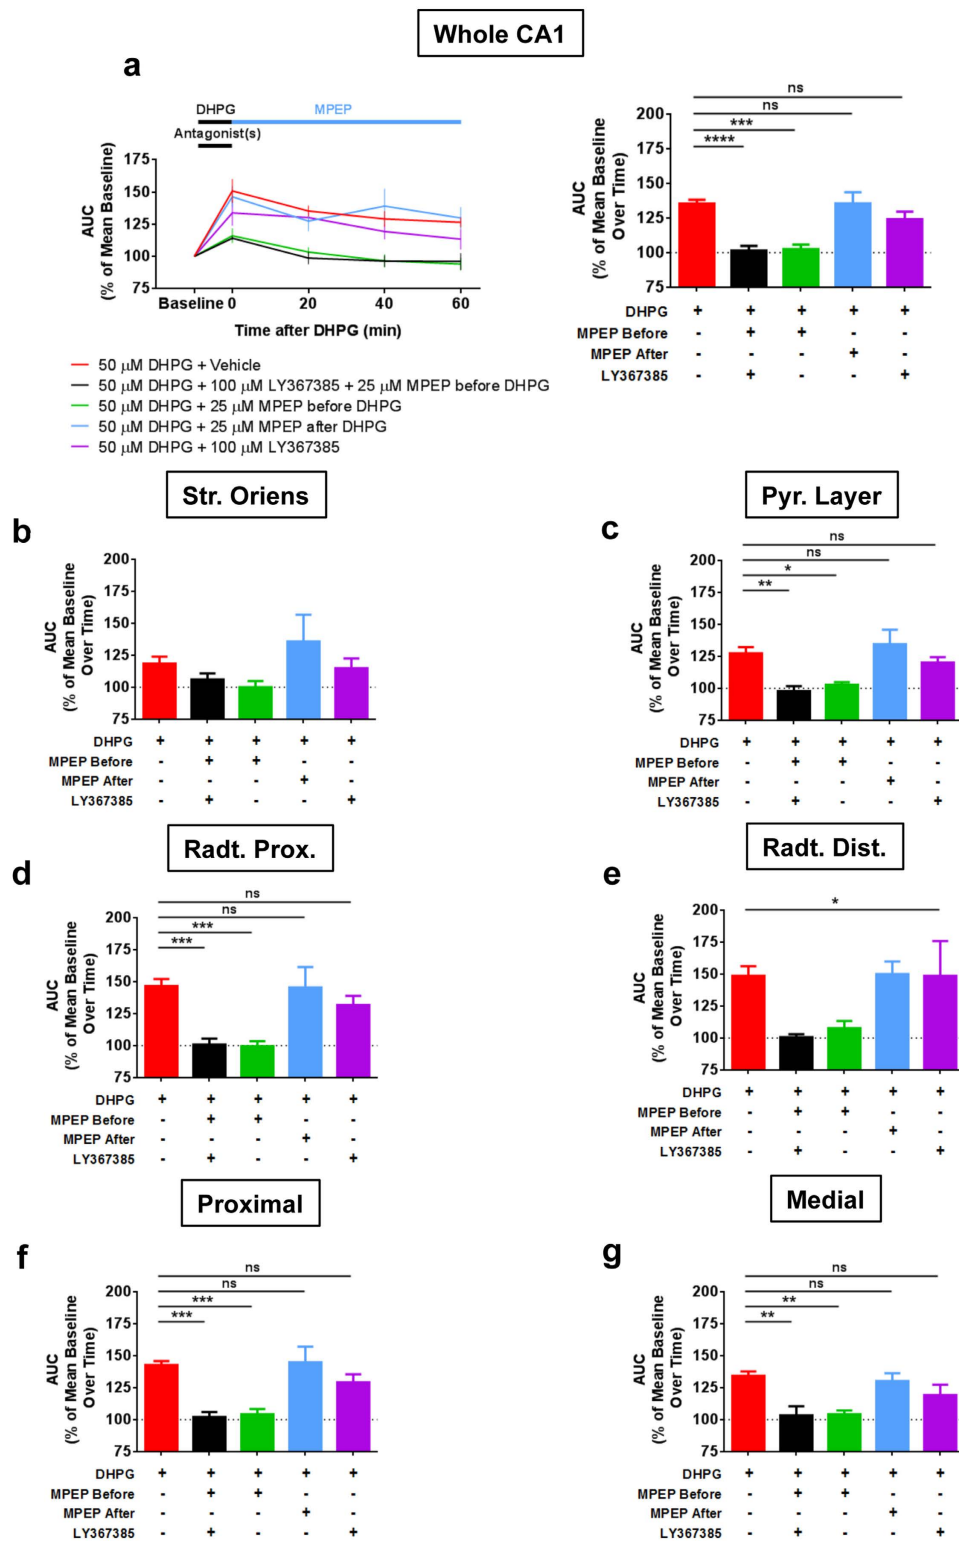 Whole CA1
a
DHPG MPEP
Antagonist(s)
AUC
(% of Mean Baseline)
175
150
125
100
75
Baseline 0 20 40 60
Time after DHPG (min)
50 μM DHPG + Vehicle
50 μM DHPG + 100 μM LY367385 + 25 μM MPEP before DHPG
50 μM DHPG + 25 μM MPEP before DHPG
50 μM DHPG + 25 μM MPEP after DHPG
50 μM DHPG + 100 μM LY367385
ns
ns
***
****
AUC
(% of Mean Baseline
Over Time)
200
175
150
125
100
75
DHPG + + + + +
MPEP Before - + + - -
MPEP After - - - + -
LY367385 - + - - +
Str. Oriens
b
AUC
(% of Mean Baseline
Over Time)
200
175
150
125
100
75
DHPG + + + + +
MPEP Before - + + - -
MPEP After - - - + -
LY367385 - + - - +
Pyr. Layer
c
ns
ns
*
**
AUC
(% of Mean Baseline
Over Time)
200
175
150
125
100
75
DHPG + + + + +
MPEP Before - + + - -
MPEP After - - - + -
LY367385 - + - - +
Radt. Prox.
d
ns
ns
***
***
AUC
(% of Mean Baseline
Over Time)
200
175
150
125
100
75
DHPG + + + + +
MPEP Before - + + - -
MPEP After - - - + -
LY367385 - + - - +
Radt. Dist.
e
*
AUC
(% of Mean Baseline
Over Time)
200
175
150
125
100
75
DHPG + + + + +
MPEP Before - + + - -
MPEP After - - - + -
LY367385 - + - - +
Proximal
f
ns
ns
***
***
AUC
(% of Mean Baseline
Over Time)
200
175
150
125
100
75
DHPG + + + + +
MPEP Before - + + - -
MPEP After - - - + -
LY367385 - + - - +
Medial
g
ns
ns
**
**
AUC
(% of Mean Baseline
Over Time)
200
175
150
125
100
75
DHPG + + + + +
MPEP Before - + + - -
MPEP After - - - + -
LY367385 - + - - +